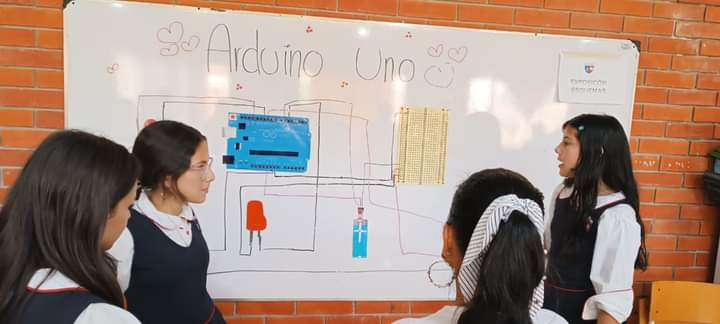 Arduino Uno
EXPOSICIÓN
ESQUEMAS